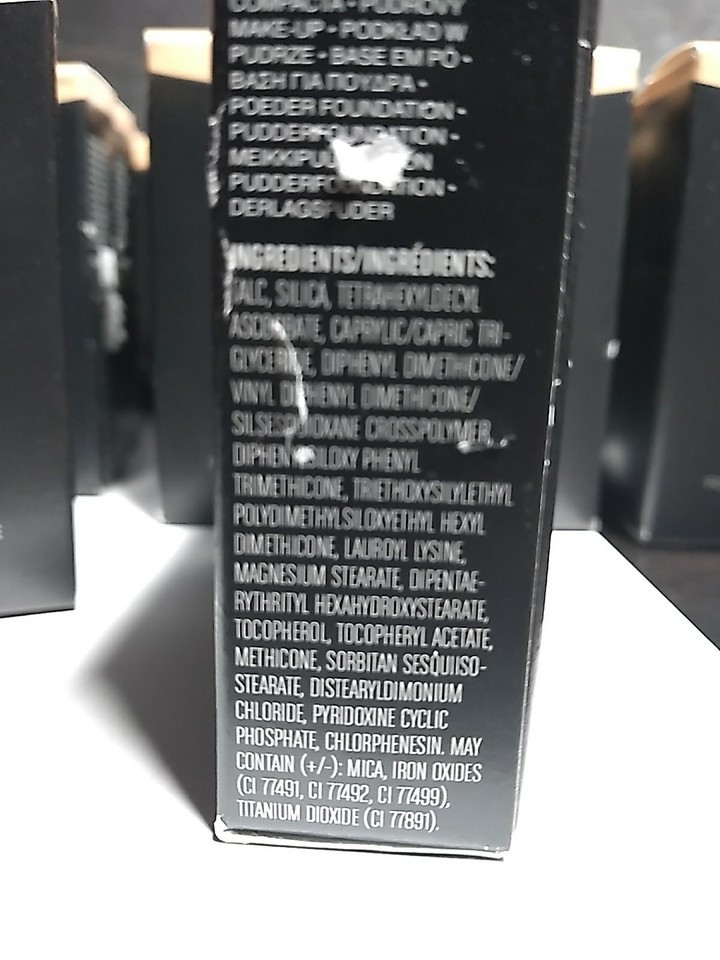 COMPACTA - PUDROVÝ
MAKE-UP - PODKŁAD W
PUDRZE - BASE EM PÓ -
ΒΑΣΗ ΓΙΑ ΠΟΥΔΡΑ -
POEDER FOUNDATION -
PUDDERFOUNDATION -
PUDDERFOUNDATION -
DERLAGSPUDER
INGREDIENTS/INGRÉDIENTS:
TALC, SILICA, TETRAHEXYLDECYL
ASCORBATE, CAPRYLIC/CAPRIC TRI-
GLYCERIDE, DIPHENYL DIMETHICONE/
VINYL DIPHENYL DIMETHICONE/
SILSESQUIOXANE CROSSPOLYMER,
DIPHENYLSILOXY PHENYL
TRIMETHICONE, TRIETHOXYSILYLETHYL
POLYDIMETHYLSILOXYETHYL HEXYL
DIMETHICONE, LAUROYL LYSINE,
MAGNESIUM STEARATE, DIPENTAE-
RYTHRITYL HEXAHYDROXYSTEARATE,
TOCOPHEROL, TOCOPHERYL ACETATE,
METHICONE, SORBITAN SESQUIISO-
STEARATE, DISTEARYLDIMONIUM
CHLORIDE, PYRIDOXINE CYCLIC
PHOSPHATE, CHLORPHENESIN. MAY
CONTAIN (+/-): MICA, IRON OXIDES
(CI 77491, CI 77492, CI 77499),
TITANIUM DIOXIDE (CI 77891).